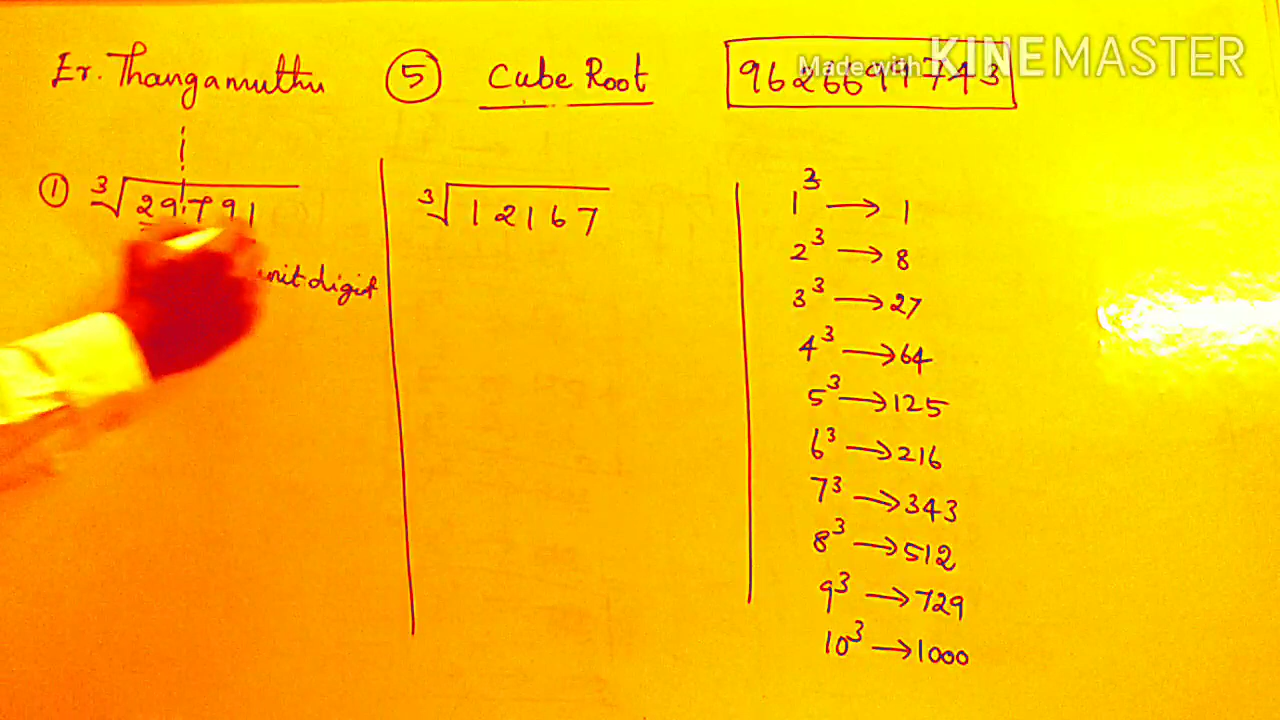 Er. Thangamuthu
5 Cube Root
Made with KINEMASTER
1 ³√29791
unit digit
³√12167
1³ → 1
2³ → 8
3³ → 27
4³ → 64
5³ → 125
6³ → 216
7³ → 343
8³ → 512
9³ → 729
10³ → 1000